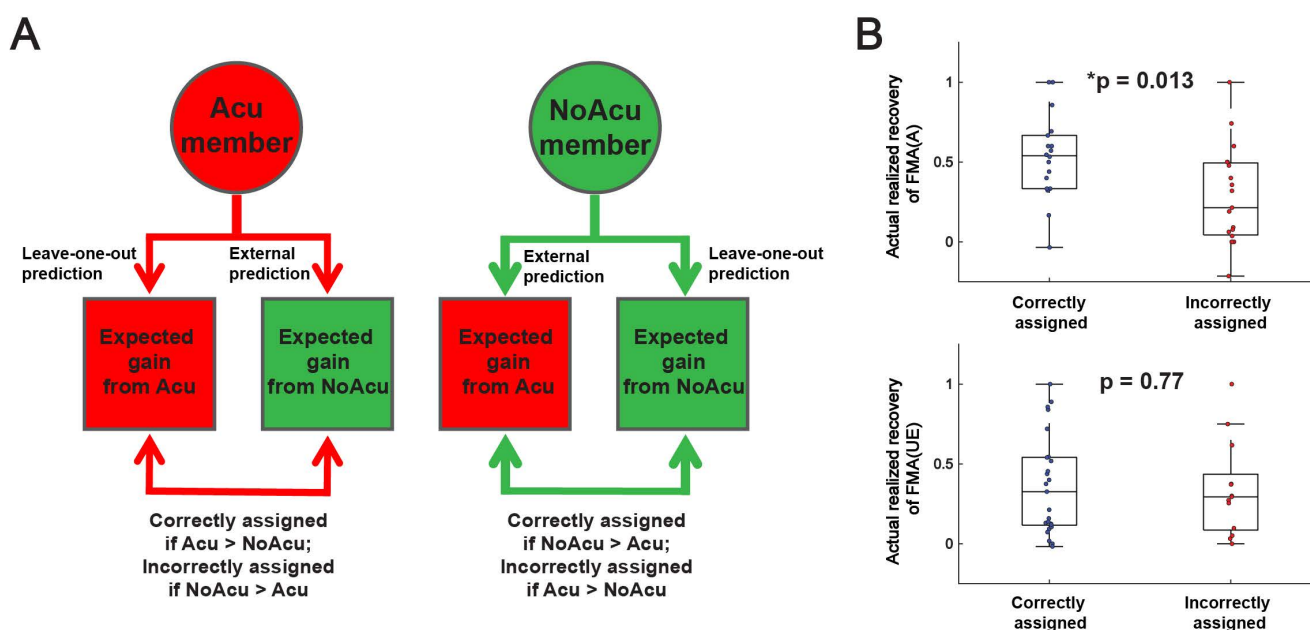 A
Acu
member
NoAcu
member
Leave-one-out
prediction
External
prediction
External
prediction
Leave-one-out
prediction
Expected
gain
from Acu
Expected
gain
from NoAcu
Expected
gain
from Acu
Expected
gain
from NoAcu
Correctly assigned
if Acu > NoAcu;
Incorrectly assigned
if NoAcu > Acu
Correctly assigned
if NoAcu > Acu;
Incorrectly assigned
if Acu > NoAcu
B
Actual realized recovery
of FMA(A)
1
0.5
0
*p = 0.013
Correctly
assigned
Incorrectly
assigned
Actual realized recovery
of FMA(UE)
1
0.5
0
p = 0.77
Correctly
assigned
Incorrectly
assigned